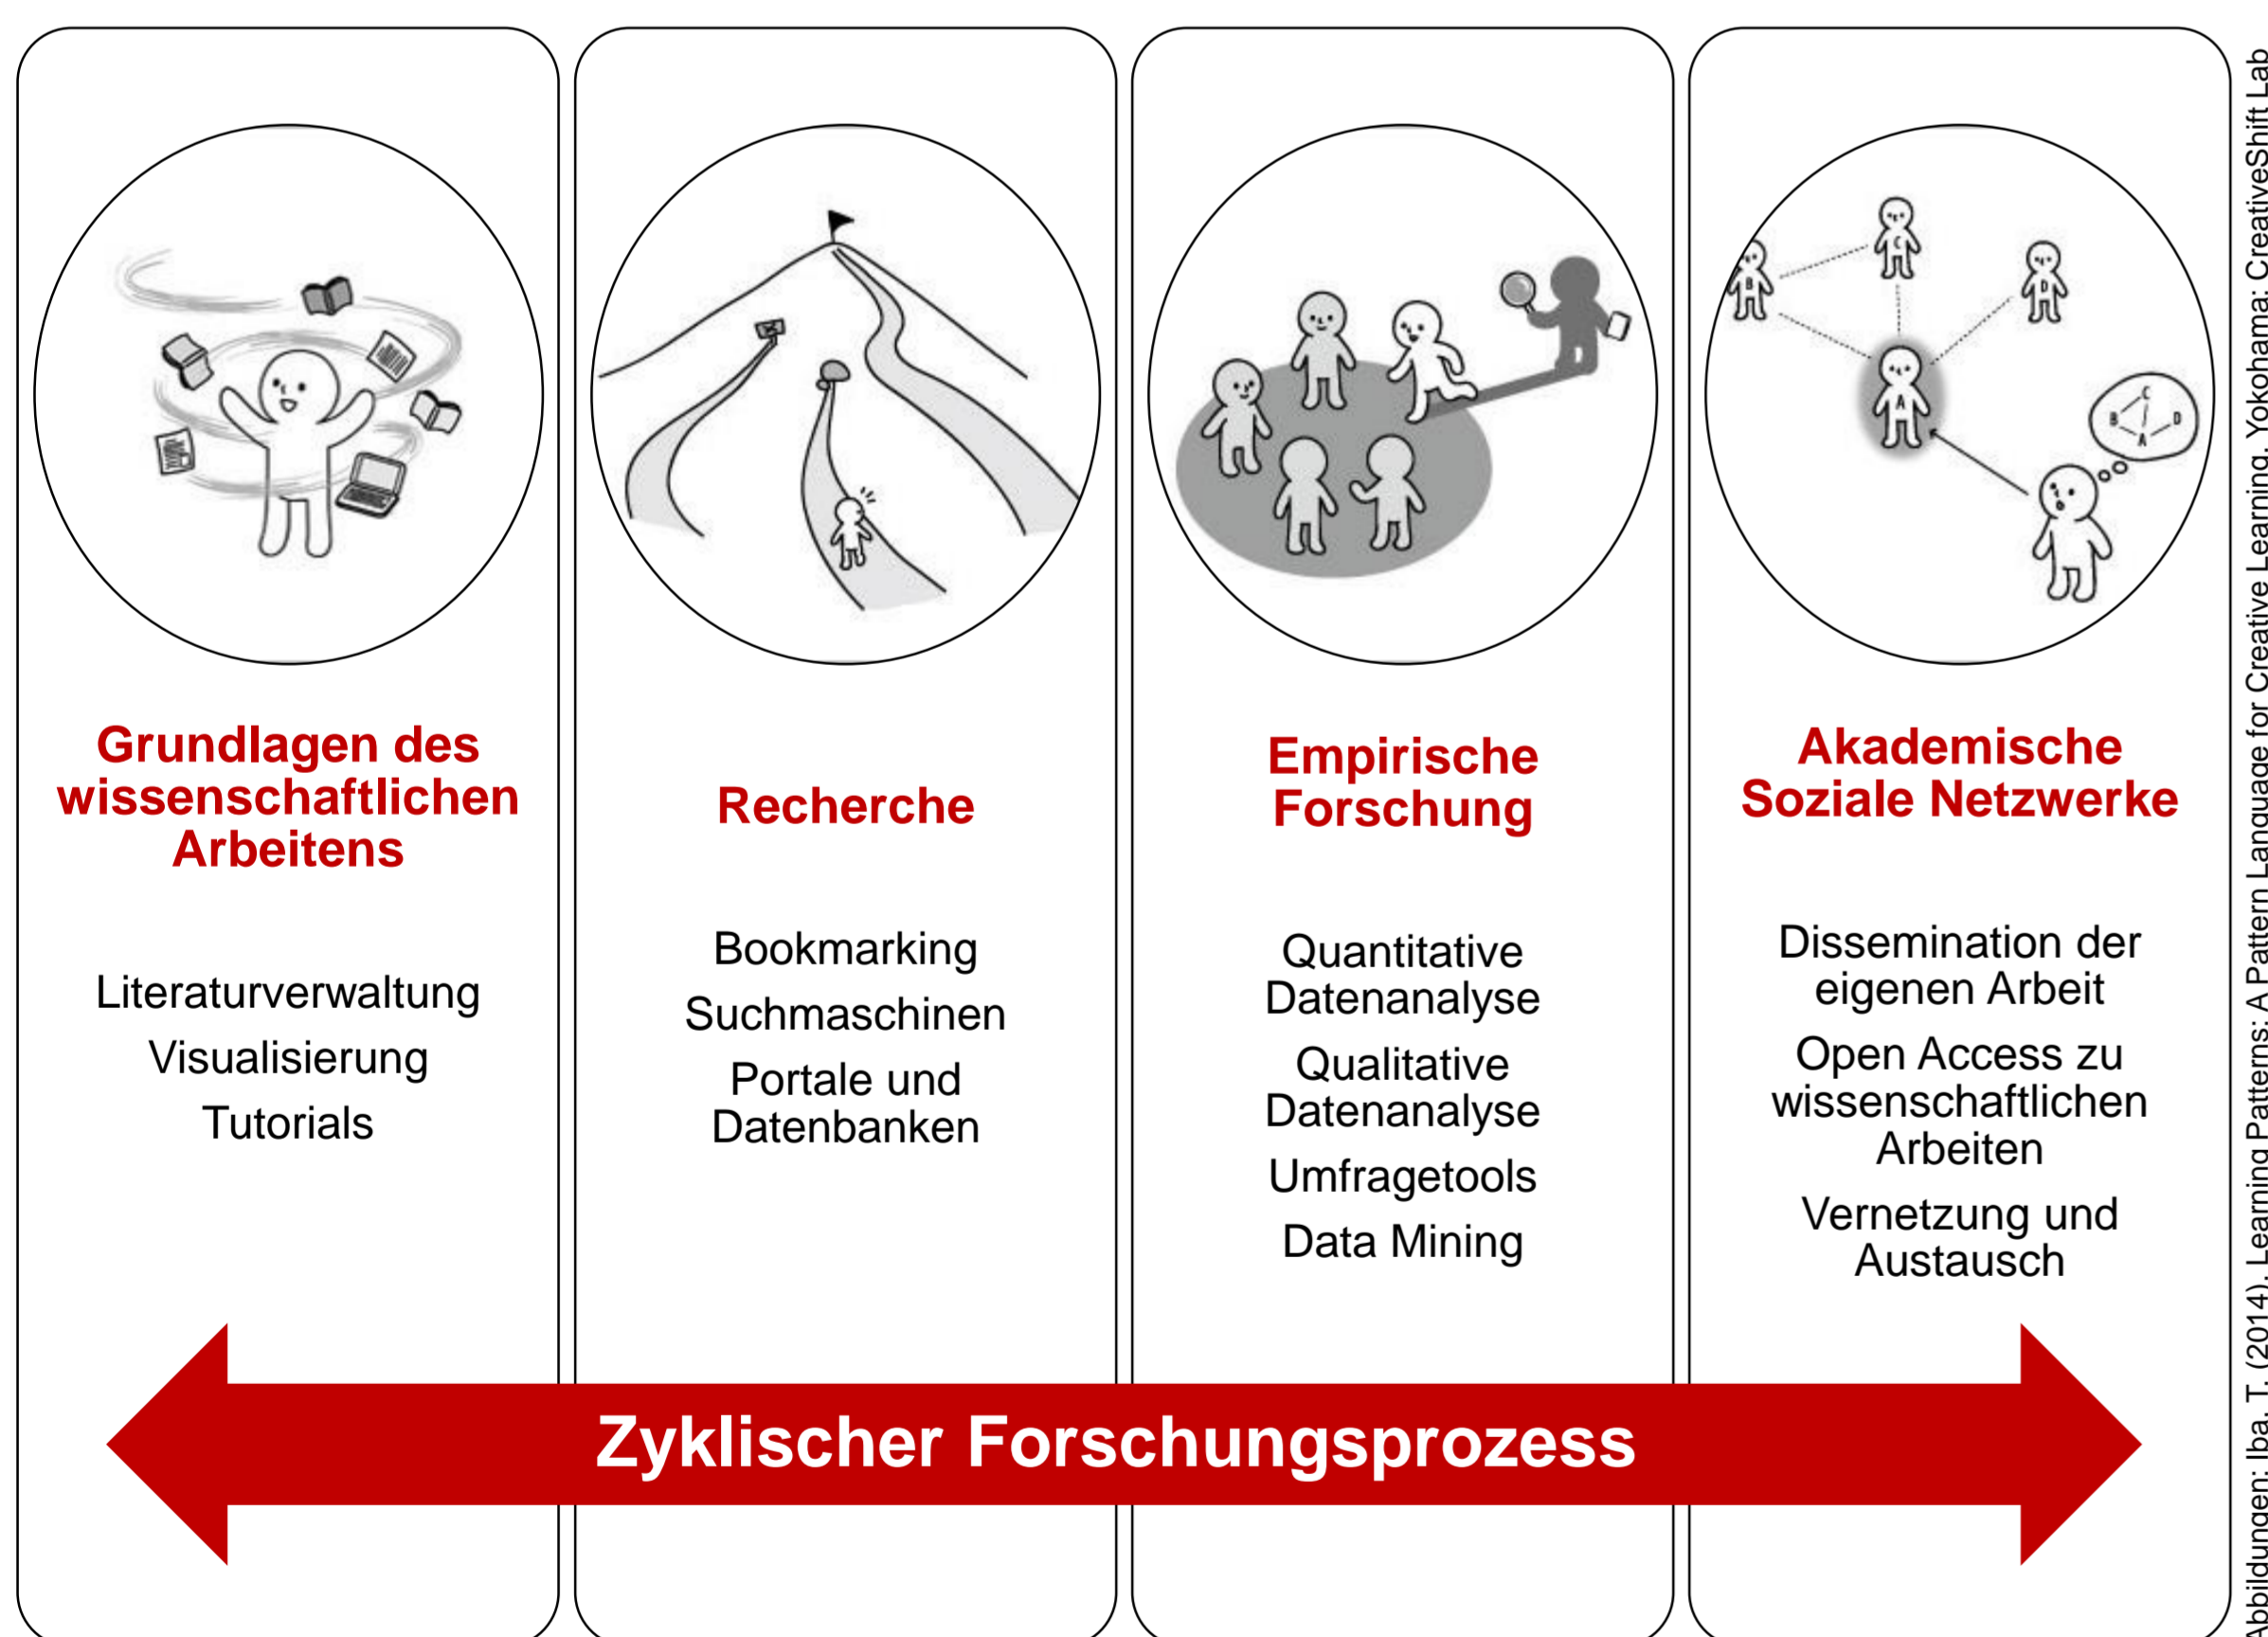 Grundlagen des
wissenschaftlichen
Arbeitens
Literaturverwaltung
Visualisierung
Tutorials
Recherche
Bookmarking
Suchmaschinen
Portale und
Datenbanken
Empirische
Forschung
Quantitative
Datenanalyse
Qualitative
Datenanalyse
Umfragetools
Data Mining
B
C
D
A
C
B
A
D
Akademische
Soziale Netzwerke
Dissemination der
eigenen Arbeit
Open Access zu
wissenschaftlichen
Arbeiten
Vernetzung und
Austausch
Zyklischer Forschungsprozess
Abbildungen: Iba, T. (2014). Learning Patterns: A Pattern Language for Creative Learning. Yokohama: CreativeShift Lab